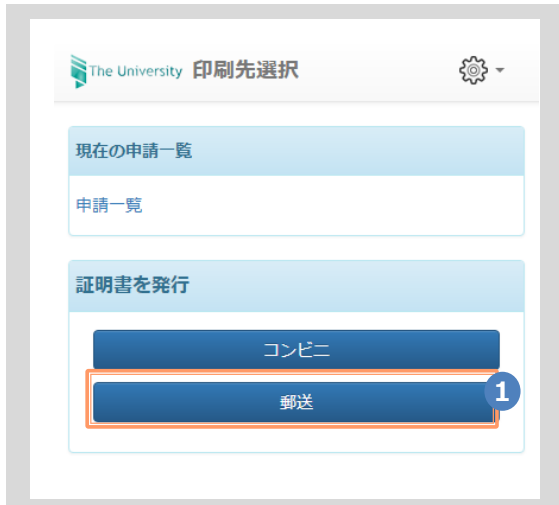 The University 印刷先選択
現在の申請一覧
申請一覧
証明書を発行
コンビニ
郵送
1